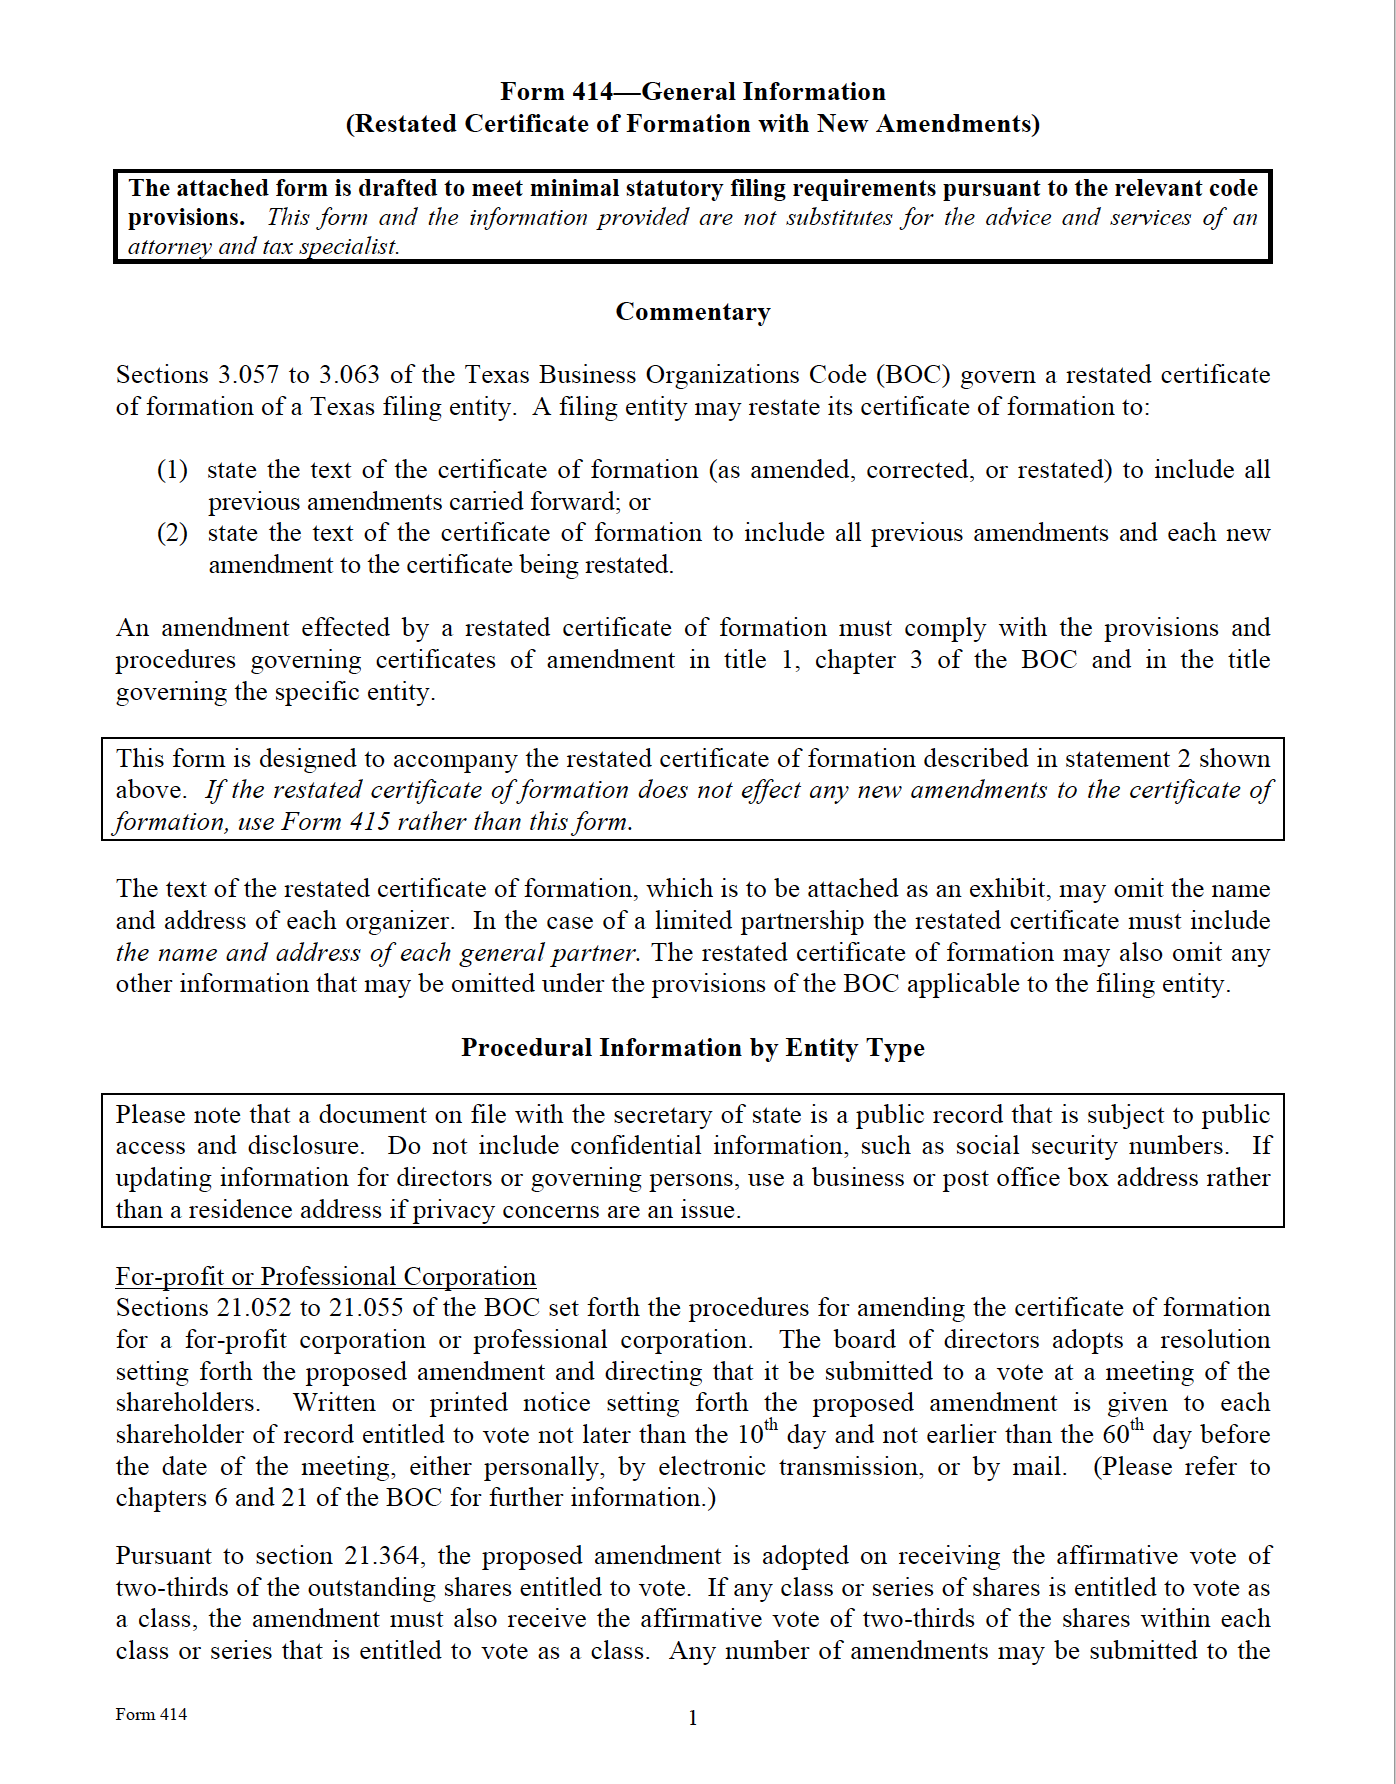 Form 414—General Information
(Restated Certificate of Formation with New Amendments)
The attached form is drafted to meet minimal statutory filing requirements pursuant to the relevant code
provisions. This form and the information provided are not substitutes for the advice and services of an
attorney and tax specialist.
Commentary
Sections 3.057 to 3.063 of the Texas Business Organizations Code (BOC) govern a restated certificate
of formation of a Texas filing entity. A filing entity may restate its certificate of formation to:
(1) state the text of the certificate of formation (as amended, corrected, or restated) to include all
previous amendments carried forward; or
(2) state the text of the certificate of formation to include all previous amendments and each new
amendment to the certificate being restated.
An amendment effected by a restated certificate of formation must comply with the provisions and
procedures governing certificates of amendment in title 1, chapter 3 of the BOC and in the title
governing the specific entity.
This form is designed to accompany the restated certificate of formation described in statement 2 shown
above. If the restated certificate of formation does not effect any new amendments to the certificate of
formation, use Form 415 rather than this form.
The text of the restated certificate of formation, which is to be attached as an exhibit, may omit the name
and address of each organizer. In the case of a limited partnership the restated certificate must include
the name and address of each general partner. The restated certificate of formation may also omit any
other information that may be omitted under the provisions of the BOC applicable to the filing entity.
Procedural Information by Entity Type
Please note that a document on file with the secretary of state is a public record that is subject to public
access and disclosure. Do not include confidential information, such as social security numbers. If
updating information for directors or governing persons, use a business or post office box address rather
than a residence address if privacy concerns are an issue.
For-profit or Professional Corporation
Sections 21.052 to 21.055 of the BOC set forth the procedures for amending the certificate of formation
for a for-profit corporation or professional corporation. The board of directors adopts a resolution
setting forth the proposed amendment and directing that it be submitted to a vote at a meeting of the
shareholders. Written or printed notice setting forth the proposed amendment is given to each
shareholder of record entitled to vote not later than the 10th day and not earlier than the 60th day before
the date of the meeting, either personally, by electronic transmission, or by mail. (Please refer to
chapters 6 and 21 of the BOC for further information.)
Pursuant to section 21.364, the proposed amendment is adopted on receiving the affirmative vote of
two-thirds of the outstanding shares entitled to vote. If any class or series of shares is entitled to vote as
a class, the amendment must also receive the affirmative vote of two-thirds of the shares within each
class or series that is entitled to vote as a class. Any number of amendments may be submitted to the
Form 414
1